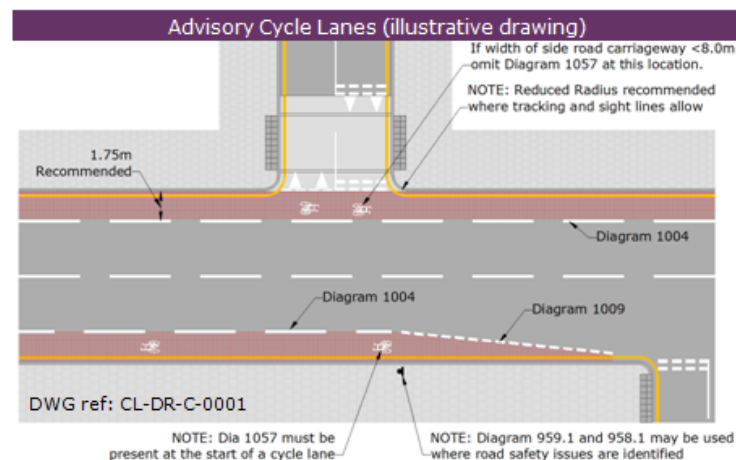 Advisory Cycle Lanes (illustrative drawing)
If width of side road carriageway <8.0m
omit Diagram 1057 at this location.
NOTE: Reduced Radius recommended
where tracking and sight lines allow
1.75m
Recommended
Diagram 1004
Diagram 1004
Diagram 1009
DWG ref: CL-DR-C-0001
NOTE: Dia 1057 must be
present at the start of a cycle lane
NOTE: Diagram 959.1 and 958.1 may be used
where road safety issues are identified